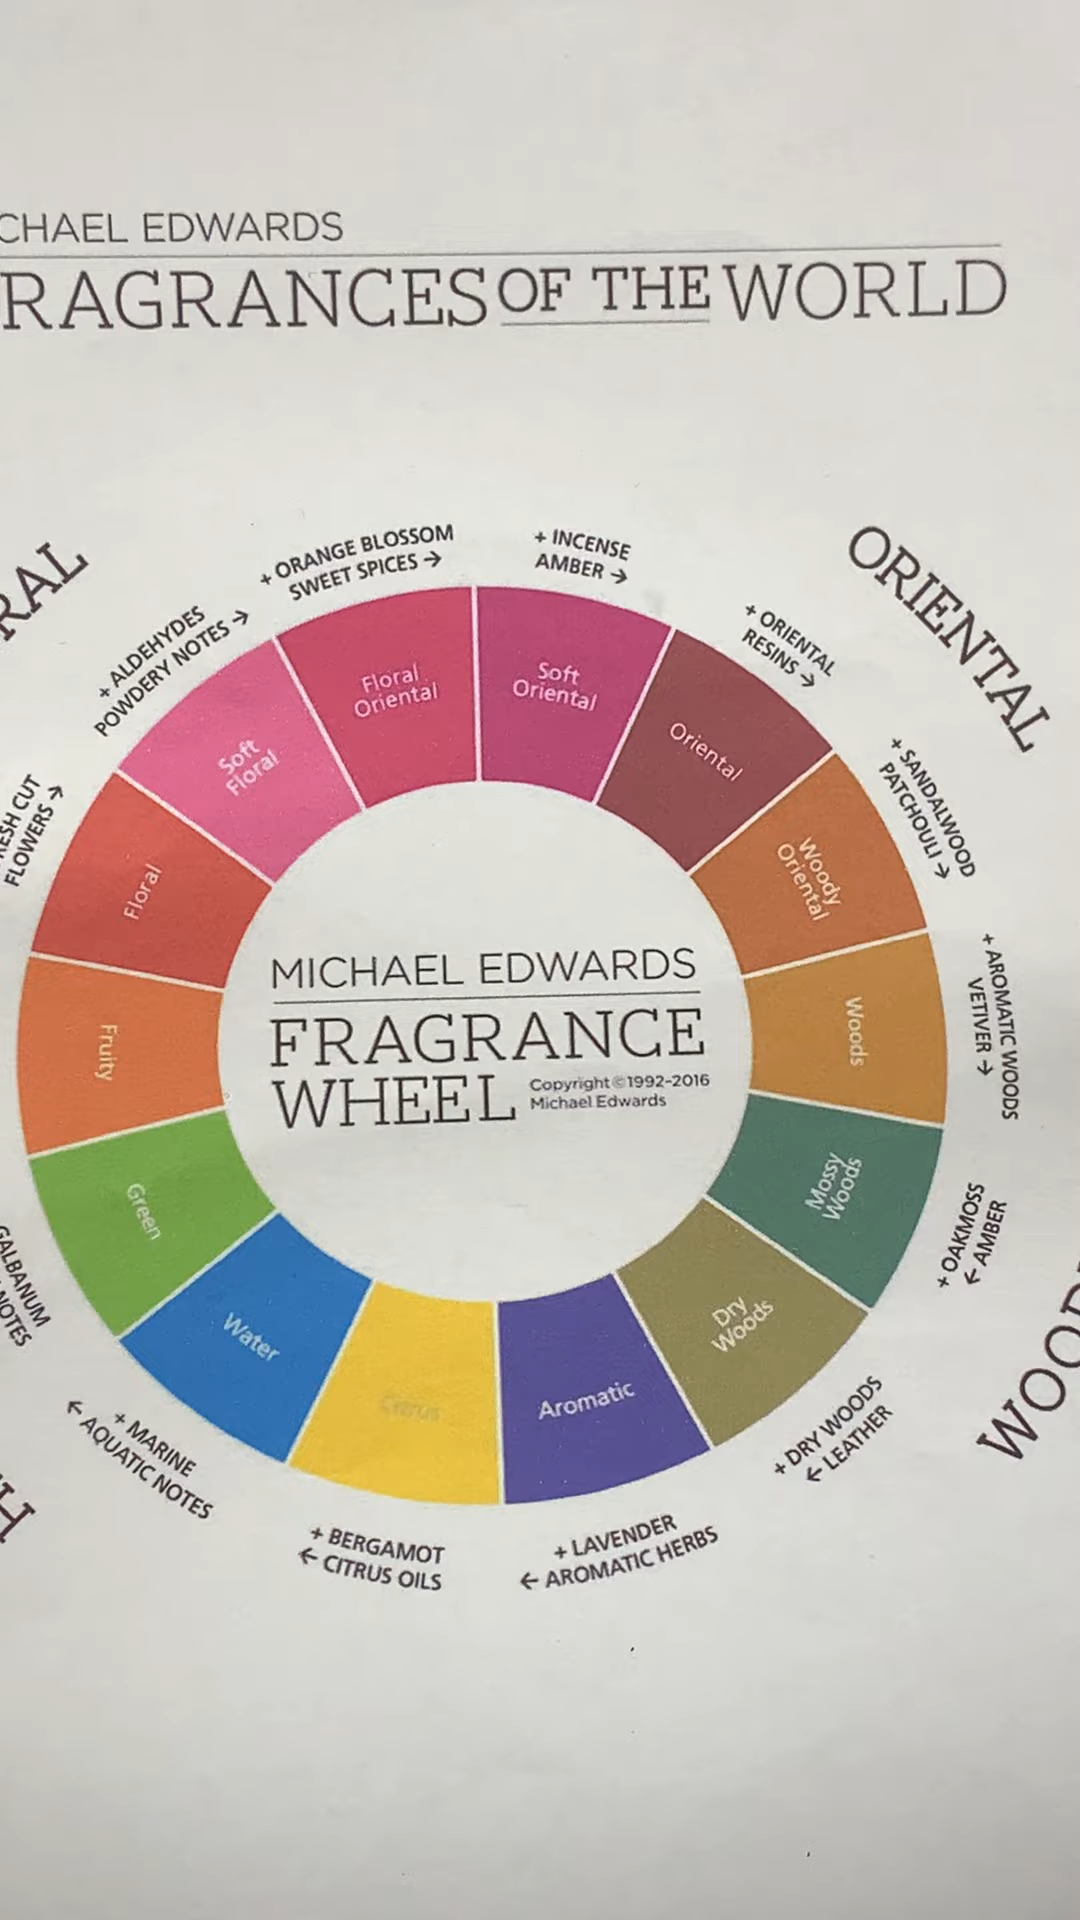 CHAEL EDWARDS
RAGRANCES OF THE WORLD
RAL
ORIENTAL
+ ORANGE BLOSSOM
SWEET SPICES →
+ INCENSE
AMBER →
+ ALDEHYDES
POWDERY NOTES →
+ ORIENTAL
RESINS →
Floral
Oriental
Soft
Oriental
Soft
Floral
Oriental
+ SANDALWOOD
PATCHOULI →
ESH CUT
FLOWERS →
Floral
Woody
Oriental
+ AROMATIC WOODS
VETIVER →
Fruity
Woods
MICHAEL EDWARDS
FRAGRANCE
WHEEL
Copyright©1992-2016
Michael Edwards
Green
Mossy
Woods
+ OAKMOSS
← AMBER
GALBANUM
NOTES
Water
Dry
Woods
Citrus
Aromatic
WOOD
+ DRY WOODS
← LEATHER
+ MARINE
← AQUATIC NOTES
+ BERGAMOT
← CITRUS OILS
+ LAVENDER
← AROMATIC HERBS